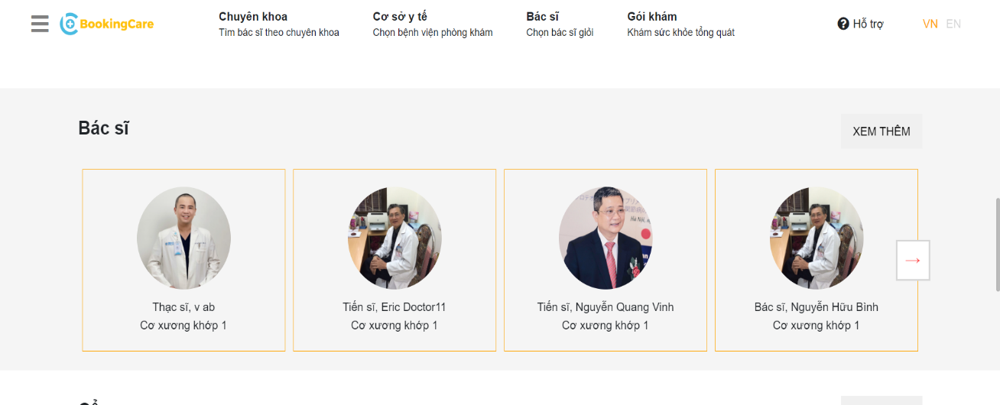 BookingCare
Chuyên khoa
Tìm bác sĩ theo chuyên khoa
Cơ sở y tế
Chọn bệnh viện phòng khám
Bác sĩ
Chọn bác sĩ giỏi
Gói khám
Khám sức khỏe tổng quát
Hỗ trợ
VN EN
Bác sĩ
XEM THÊM
Thạc sĩ, v ab
Cơ xương khớp 1
Tiến sĩ, Eric Doctor11
Cơ xương khớp 1
Tiến sĩ, Nguyễn Quang Vinh
Cơ xương khớp 1
Bác sĩ, Nguyễn Hữu Bình
Cơ xương khớp 1